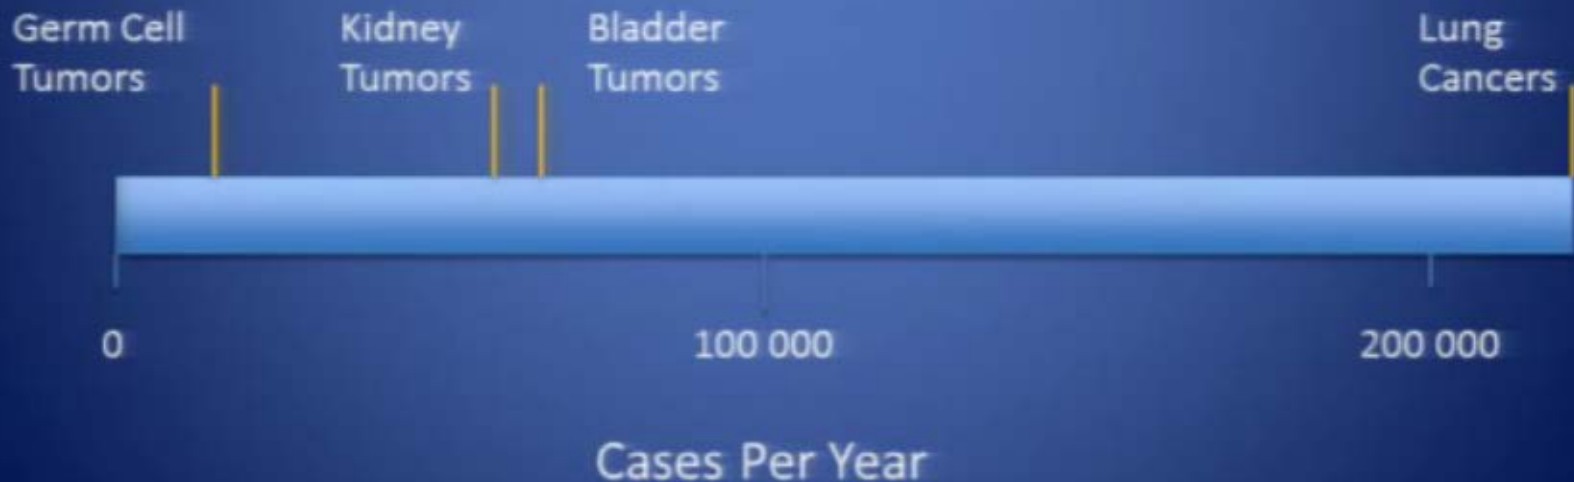 Germ Cell
Tumors
Kidney
Tumors
Bladder
Tumors
Lung
Cancers
0
100 000
200 000
Cases Per Year